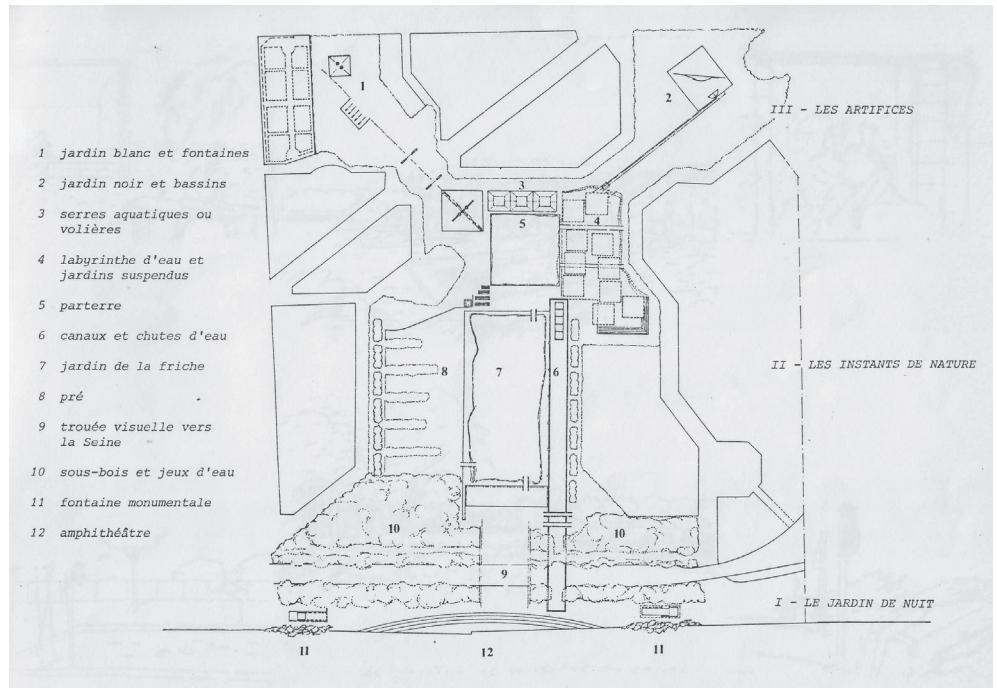 1 jardin blanc et fontaines
2 jardin noir et bassins
3 serres aquatiques ou
volières
4 labyrinthe d'eau et
jardins suspendus
5 parterre
6 canaux et chutes d'eau
7 jardin de la friche
8 pré
9 trouée visuelle vers
la Seine
10 sous-bois et jeux d'eau
11 fontaine monumentale
12 amphithéâtre
1
2
III - LES ARTIFICES
3
4
5
II - LES INSTANTS DE NATURE
6
7
8
10
10
9
I - LE JARDIN DE NUIT
11
12
11